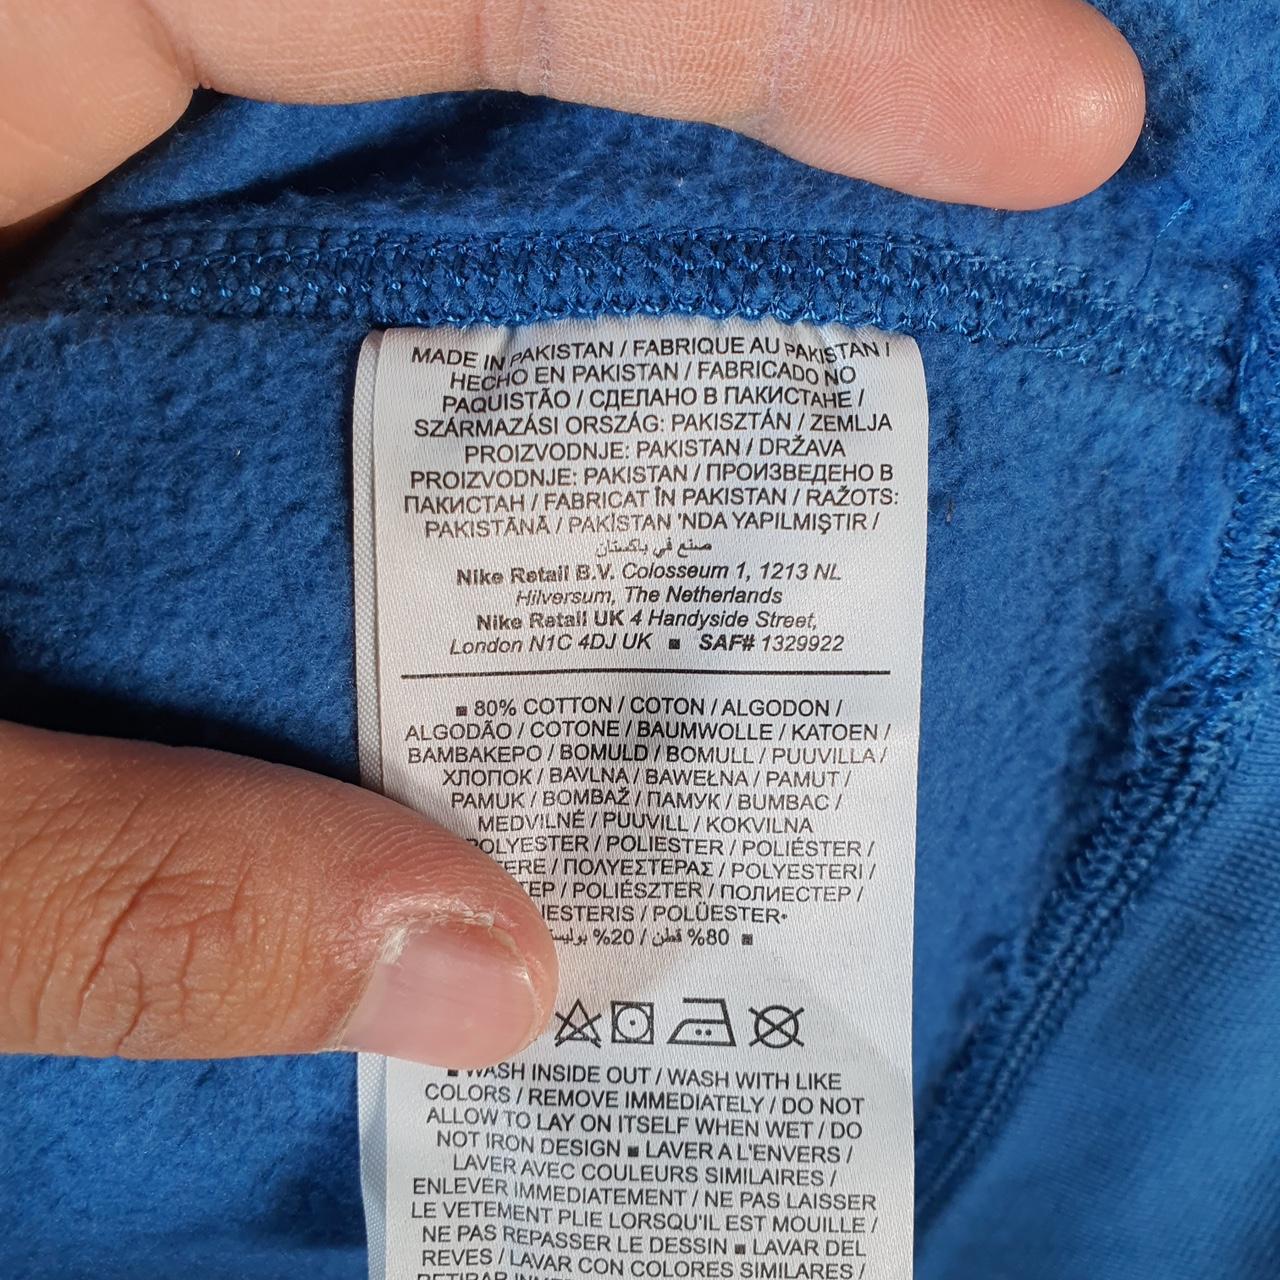 MADE IN PAKISTAN / FABRIQUE AU PAKISTAN /
HECHO EN PAKISTAN / FABRICADO NO
PAQUISTÃO / СДЕЛАНО В ПАКИСТАНЕ /
SZÁRMAZÁSI ORSZÁG: PAKISZTÁN / ZEMLJA
PROIZVODNJE: PAKISTAN / DRŽAVA
PROIZVODNJE: PAKISTAN / ПРОИЗВЕДЕНО В
ПАКИСТАН / FABRICAT ÎN PAKISTAN / RAŽOTS:
PAKISTĀNĀ / PAKİSTAN 'NDA YAPILMIŞTIR /
صنع في باكستان
Nike Retail B.V. Colosseum 1, 1213 NL
Hilversum, The Netherlands
Nike Retail UK 4 Handyside Street,
London N1C 4DJ UK ■ SAF# 1329922
■ 80% COTTON / COTON / ALGODON /
ALGODÃO / COTONE / BAUMWOLLE / KATOEN /
ΒΑΜΒΑΚΕΡΟ / BOMULD / BOMULL / PUUVILLA /
ХЛОПОК / BAVLNA / BAWEŁNA / PAMUT /
PAMUK / BOMBAŽ / ПАМУК / BUMBAC /
MEDVILNÉ / PUUVILL / KOKVILNA
POLYESTER / POLIESTER / POLIÉSTER /
/ ΠΟΛΥΕΣΤΕΡΑΣ / POLYESTERI /
/ POLIÉSZTER / ПОЛИЕСТЕР /
/ POLÜESTER•
■ 80% قطن / 20%
■ WASH INSIDE OUT / WASH WITH LIKE
COLORS / REMOVE IMMEDIATELY / DO NOT
ALLOW TO LAY ON ITSELF WHEN WET / DO
NOT IRON DESIGN ■ LAVER A L'ENVERS /
LAVER AVEC COULEURS SIMILAIRES /
ENLEVER IMMEDIATEMENT / NE PAS LAISSER
LE VETEMENT PLIE LORSQU'IL EST MOUILLE /
NE PAS REPASSER LE DESSIN ■ LAVAR DEL
REVES / LAVAR CON COLORES SIMILARES /